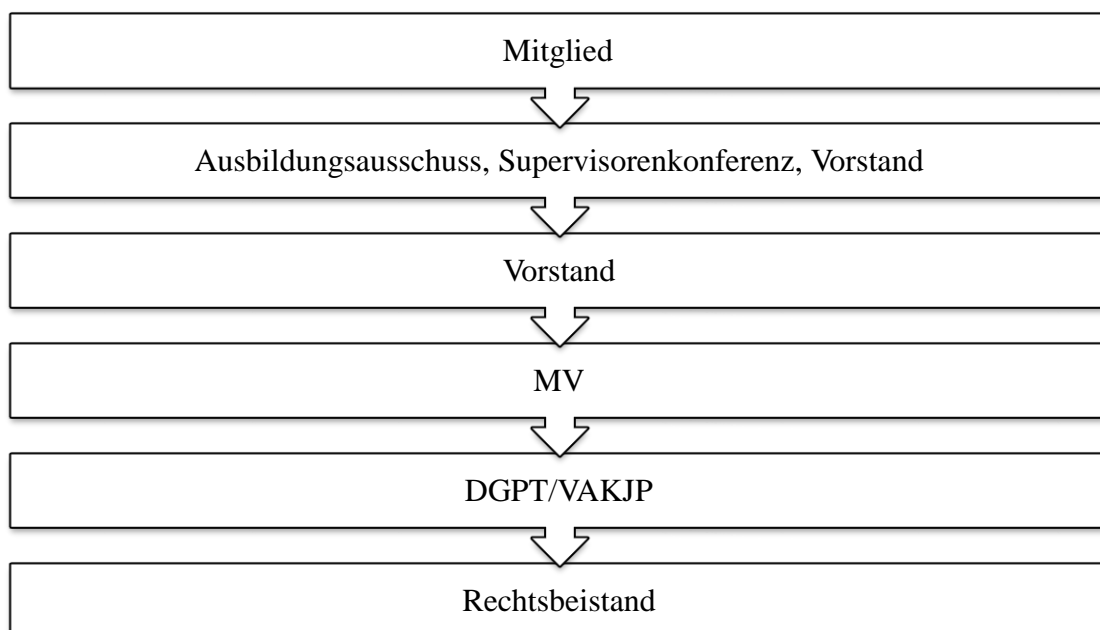 Mitglied
Ausbildungsausschuss, Supervisorenkonferenz, Vorstand
Vorstand
MV
DGPT/VAKJP
Rechtsbeistand